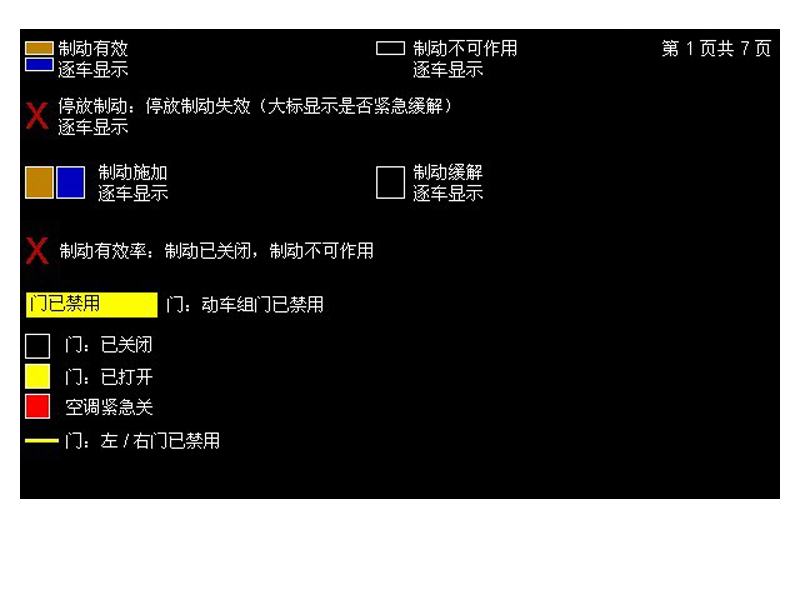 制动有效
逐车显示
制动不可作用
逐车显示
第 1 页共 7 页
停放制动：停放制动失效（大标显示是否紧急缓解）
逐车显示
制动施加
逐车显示
制动缓解
逐车显示
制动有效率：制动已关闭，制动不可作用
门已禁用 门：动车组门已禁用
门：已关闭
门：已打开
空调紧急关
门：左 / 右门已禁用